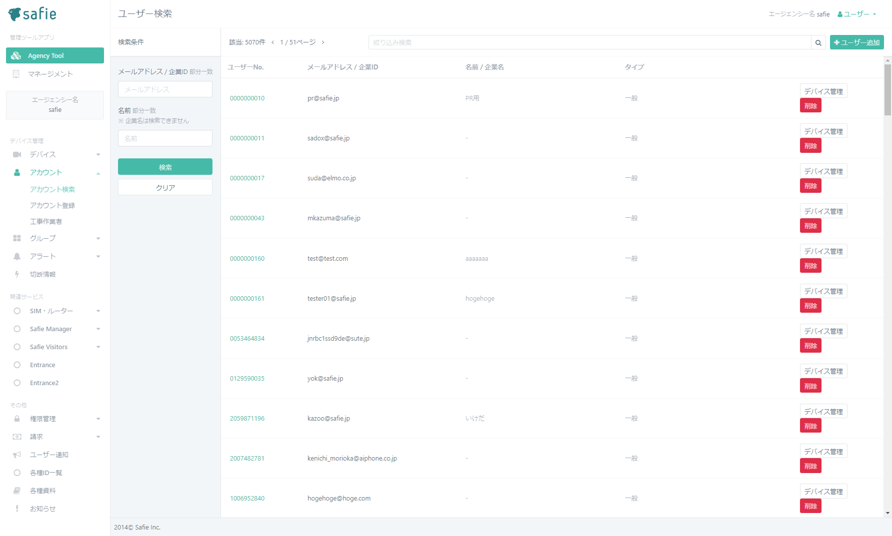 safie
管理ツールアプリ
Agency Tool
マネージメント
エージェンシー名
safie
デバイス管理
デバイス
アカウント
アカウント検索
アカウント登録
工事作業者
グループ
アラート
切断情報
関連サービス
SIM・ルーター
Safie Manager
Safie Visitors
Entrance
Entrance2
その他
権限管理
請求
ユーザー通知
各種ID一覧
各種資料
お知らせ
ユーザー検索
エージェンシー名 safie
ユーザー
検索条件
メールアドレス / 企業ID 部分一致
メールアドレス
名前 部分一致
※ 企業名は検索できません
名前
検索
クリア
該当: 5070件
1 / 51ページ
絞り込み検索
ユーザー追加
ユーザーNo. メールアドレス / 企業ID 名前 / 企業名 タイプ
0000000010 pr@safie.jp PR用 一般 デバイス管理
削除
0000000011 sadox@safie.jp - 一般 デバイス管理
削除
0000000017 suda@elmo.co.jp - 一般 デバイス管理
削除
0000000043 mkazuma@safie.jp - 一般 デバイス管理
削除
0000000160 test@test.com aaaaaaa 一般 デバイス管理
削除
0000000161 tester01@safie.jp hogehoge 一般 デバイス管理
削除
0053464834 jnrbc1ssd9de@sute.jp - 一般 デバイス管理
削除
0129590035 yok@safie.jp - 一般 デバイス管理
削除
2059871196 kazoo@safie.jp いけだ 一般 デバイス管理
削除
2007482781 kenichi_morioka@aiphone.co.jp - 一般 デバイス管理
削除
1006952840 hogehoge@hoge.com - 一般 デバイス管理
削除
2014© Safie Inc.